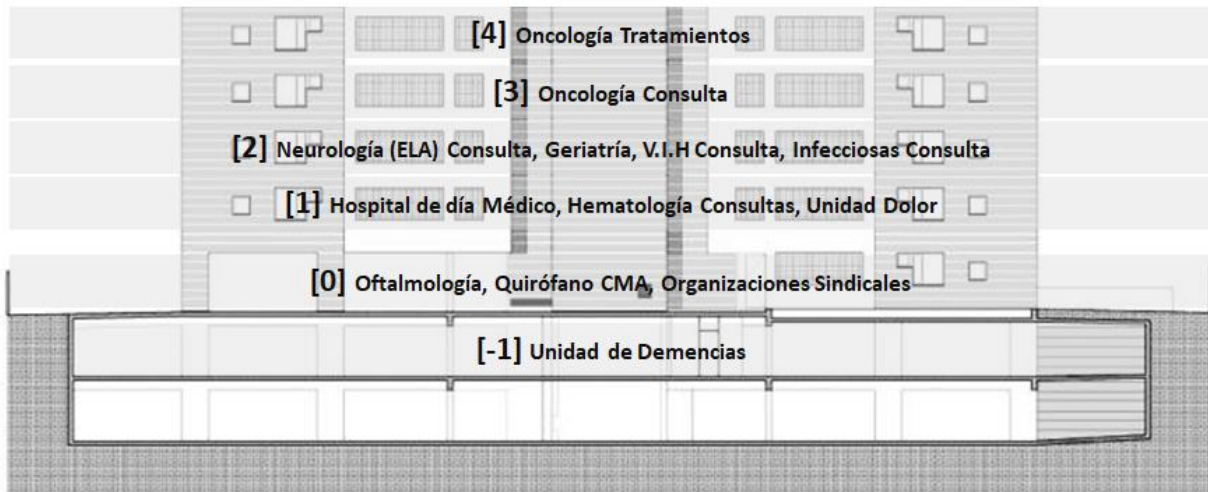 [4] Oncología Tratamientos
[3] Oncología Consulta
[2] Neurología (ELA) Consulta, Geriatría, V.I.H Consulta, Infecciosas Consulta
[1] Hospital de día Médico, Hematología Consultas, Unidad Dolor
[0] Oftalmología, Quirófano CMA, Organizaciones Sindicales
[-1] Unidad de Demencias